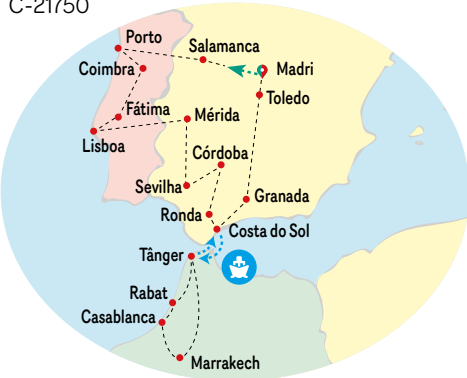 C-21750
Porto
Salamanca
Coimbra
Madri
Toledo
Fátima
Mérida
Lisboa
Córdoba
Sevilha
Granada
Ronda
Costa do Sol
Tânger
Rabat
Casablanca
Marrakech